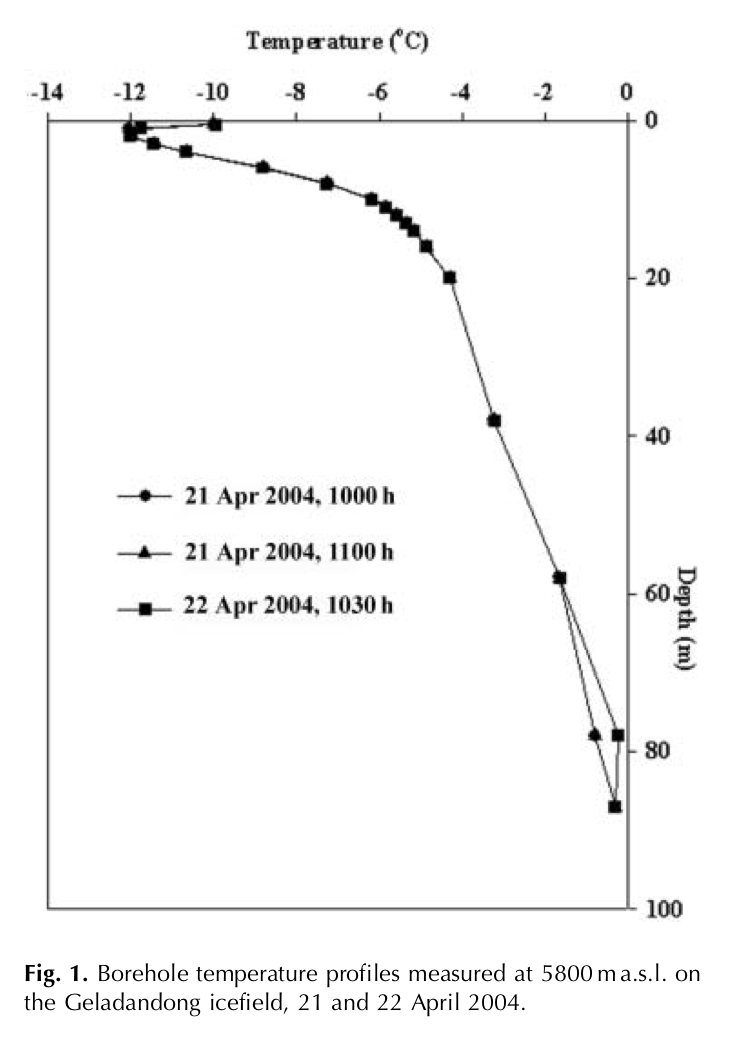 Temperature (°C)
-14 -12 -10 -8 -6 -4 -2 0
0
20
40
60
80
100
Depth (m)
21 Apr 2004, 1000 h
21 Apr 2004, 1100 h
22 Apr 2004, 1030 h
Fig. 1. Borehole temperature profiles measured at 5800 m a.s.l. on
the Geladandong icefield, 21 and 22 April 2004.